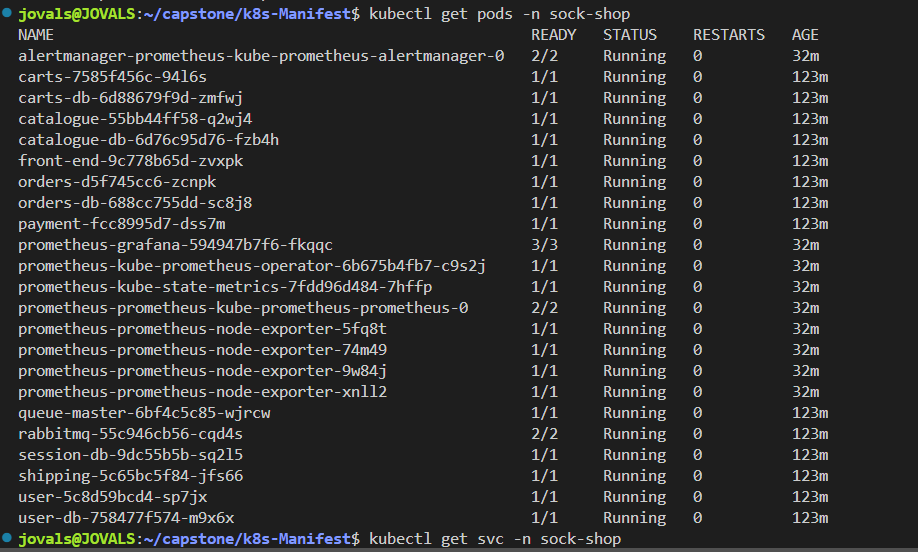 jovals@JOVALS:~/capstone/k8s-Manifest$ kubectl get pods -n sock-shop
NAME READY STATUS RESTARTS AGE
alertmanager-prometheus-kube-prometheus-alertmanager-0 2/2 Running 0 32m
carts-7585f456c-94l6s 1/1 Running 0 123m
carts-db-6d88679f9d-zmfwj 1/1 Running 0 123m
catalogue-55bb44ff58-q2wj4 1/1 Running 0 123m
catalogue-db-6d76c95d76-fzb4h 1/1 Running 0 123m
front-end-9c778b65d-zvxpk 1/1 Running 0 123m
orders-d5f745cc6-zcnpk 1/1 Running 0 123m
orders-db-688cc755dd-sc8j8 1/1 Running 0 123m
payment-fcc8995d7-dss7m 1/1 Running 0 123m
prometheus-grafana-594947b7f6-fkqqc 3/3 Running 0 32m
prometheus-kube-prometheus-operator-6b675b4fb7-c9s2j 1/1 Running 0 32m
prometheus-kube-state-metrics-7fdd96d484-7hffp 1/1 Running 0 32m
prometheus-prometheus-kube-prometheus-prometheus-0 2/2 Running 0 32m
prometheus-prometheus-node-exporter-5fq8t 1/1 Running 0 32m
prometheus-prometheus-node-exporter-74m49 1/1 Running 0 32m
prometheus-prometheus-node-exporter-9w84j 1/1 Running 0 32m
prometheus-prometheus-node-exporter-xnll2 1/1 Running 0 32m
queue-master-6bf4c5c85-wjrcw 1/1 Running 0 123m
rabbitmq-55c946cb56-cqd4s 2/2 Running 0 123m
session-db-9dc55b5b-sq2l5 1/1 Running 0 123m
shipping-5c65bc5f84-jfs66 1/1 Running 0 123m
user-5c8d59bcd4-sp7jx 1/1 Running 0 123m
user-db-758477f574-m9x6x 1/1 Running 0 123m
jovals@JOVALS:~/capstone/k8s-Manifest$ kubectl get svc -n sock-shop